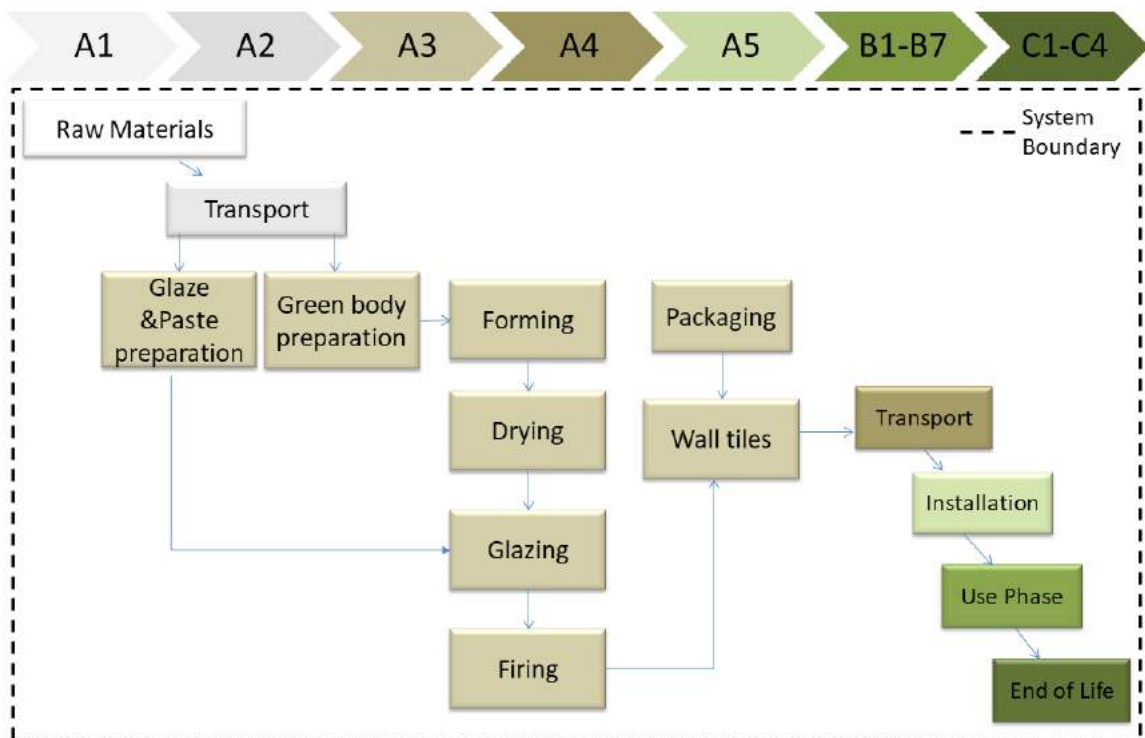 A1
A2
A3
A4
A5
B1-B7
C1-C4
Raw Materials
System
Boundary
Transport
Glaze
&Paste
preparation
Green body
preparation
Forming
Packaging
Drying
Wall tiles
Transport
Installation
Glazing
Use Phase
Firing
End of Life